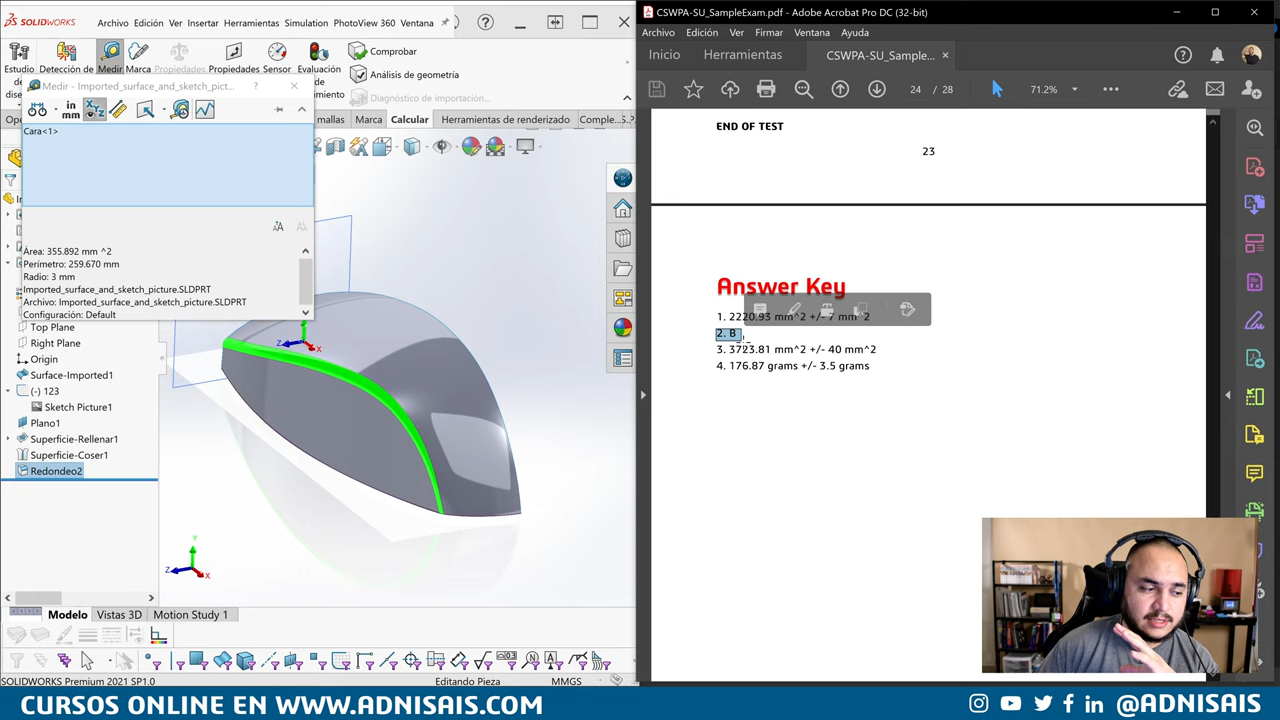 SOLIDWORKS
Archivo Edición Ver Insertar Herramientas Simulation PhotoView 360 Ventana
Estudio
de
Detección de
Medir
Marca
Propiedades
Propiedades
Sensor
Evaluar
Comprobar
Análisis de geometría
Diagnóstico de importación...
Medir - Imported_surface_and_sketch_pict...
in
mm
mallas Marca Calcular Herramientas de renderizado Comple...
Cara<1>
Área: 355.892 mm ^2
Perímetro: 259.670 mm
Radio: 3 mm
Imported_surface_and_sketch_picture.SLDPRT
Archivo: Imported_surface_and_sketch_picture.SLDPRT
Configuración: Default
Top Plane
Right Plane
Origin
Surface-Imported1
(-) 123
Sketch Picture1
Plano1
Superficie-Rellenar1
Superficie-Coser1
Redondeo2
Z
X
Y
Z
X
Modelo Vistas 3D Motion Study 1
SOLIDWORKS Premium 2021 SP1.0 Editando Pieza MMGS
CSWPA-SU_SampleExam.pdf - Adobe Acrobat Pro DC (32-bit)
Archivo Edición Ver Firmar Ventana Ayuda
Inicio Herramientas CSWPA-SU_Sample... ×
24 / 28 71.2%
END OF TEST
23
Answer Key
1. 2220.93 mm^2 +/- 7 mm^2
2. B
3. 3723.81 mm^2 +/- 40 mm^2
4. 176.87 grams +/- 3.5 grams
CURSOS ONLINE EN WWW.ADNISAIS.COM
@ADNISAIS